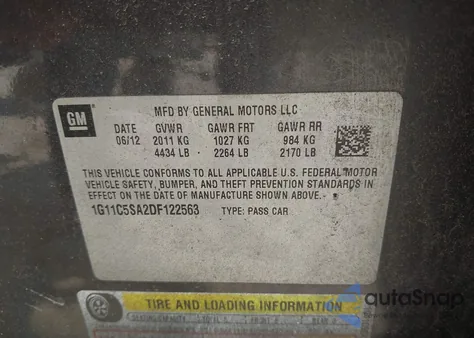 GM
MFD BY GENERAL MOTORS LLC
DATE GVWR GAWR FRT GAWR RR
06/12 2011 KG 1027 KG 984 KG
4434 LB 2264 LB 2170 LB
THIS VEHICLE CONFORMS TO ALL APPLICABLE U.S. FEDERAL MOTOR
VEHICLE SAFETY, BUMPER, AND THEFT PREVENTION STANDARDS IN
EFFECT ON THE DATE OF MANUFACTURE SHOWN ABOVE.
1G11C5SA2DF122563 TYPE: PASS CAR
TIRE AND LOADING INFORMATION
SEATING CAPACITY
autoSnap